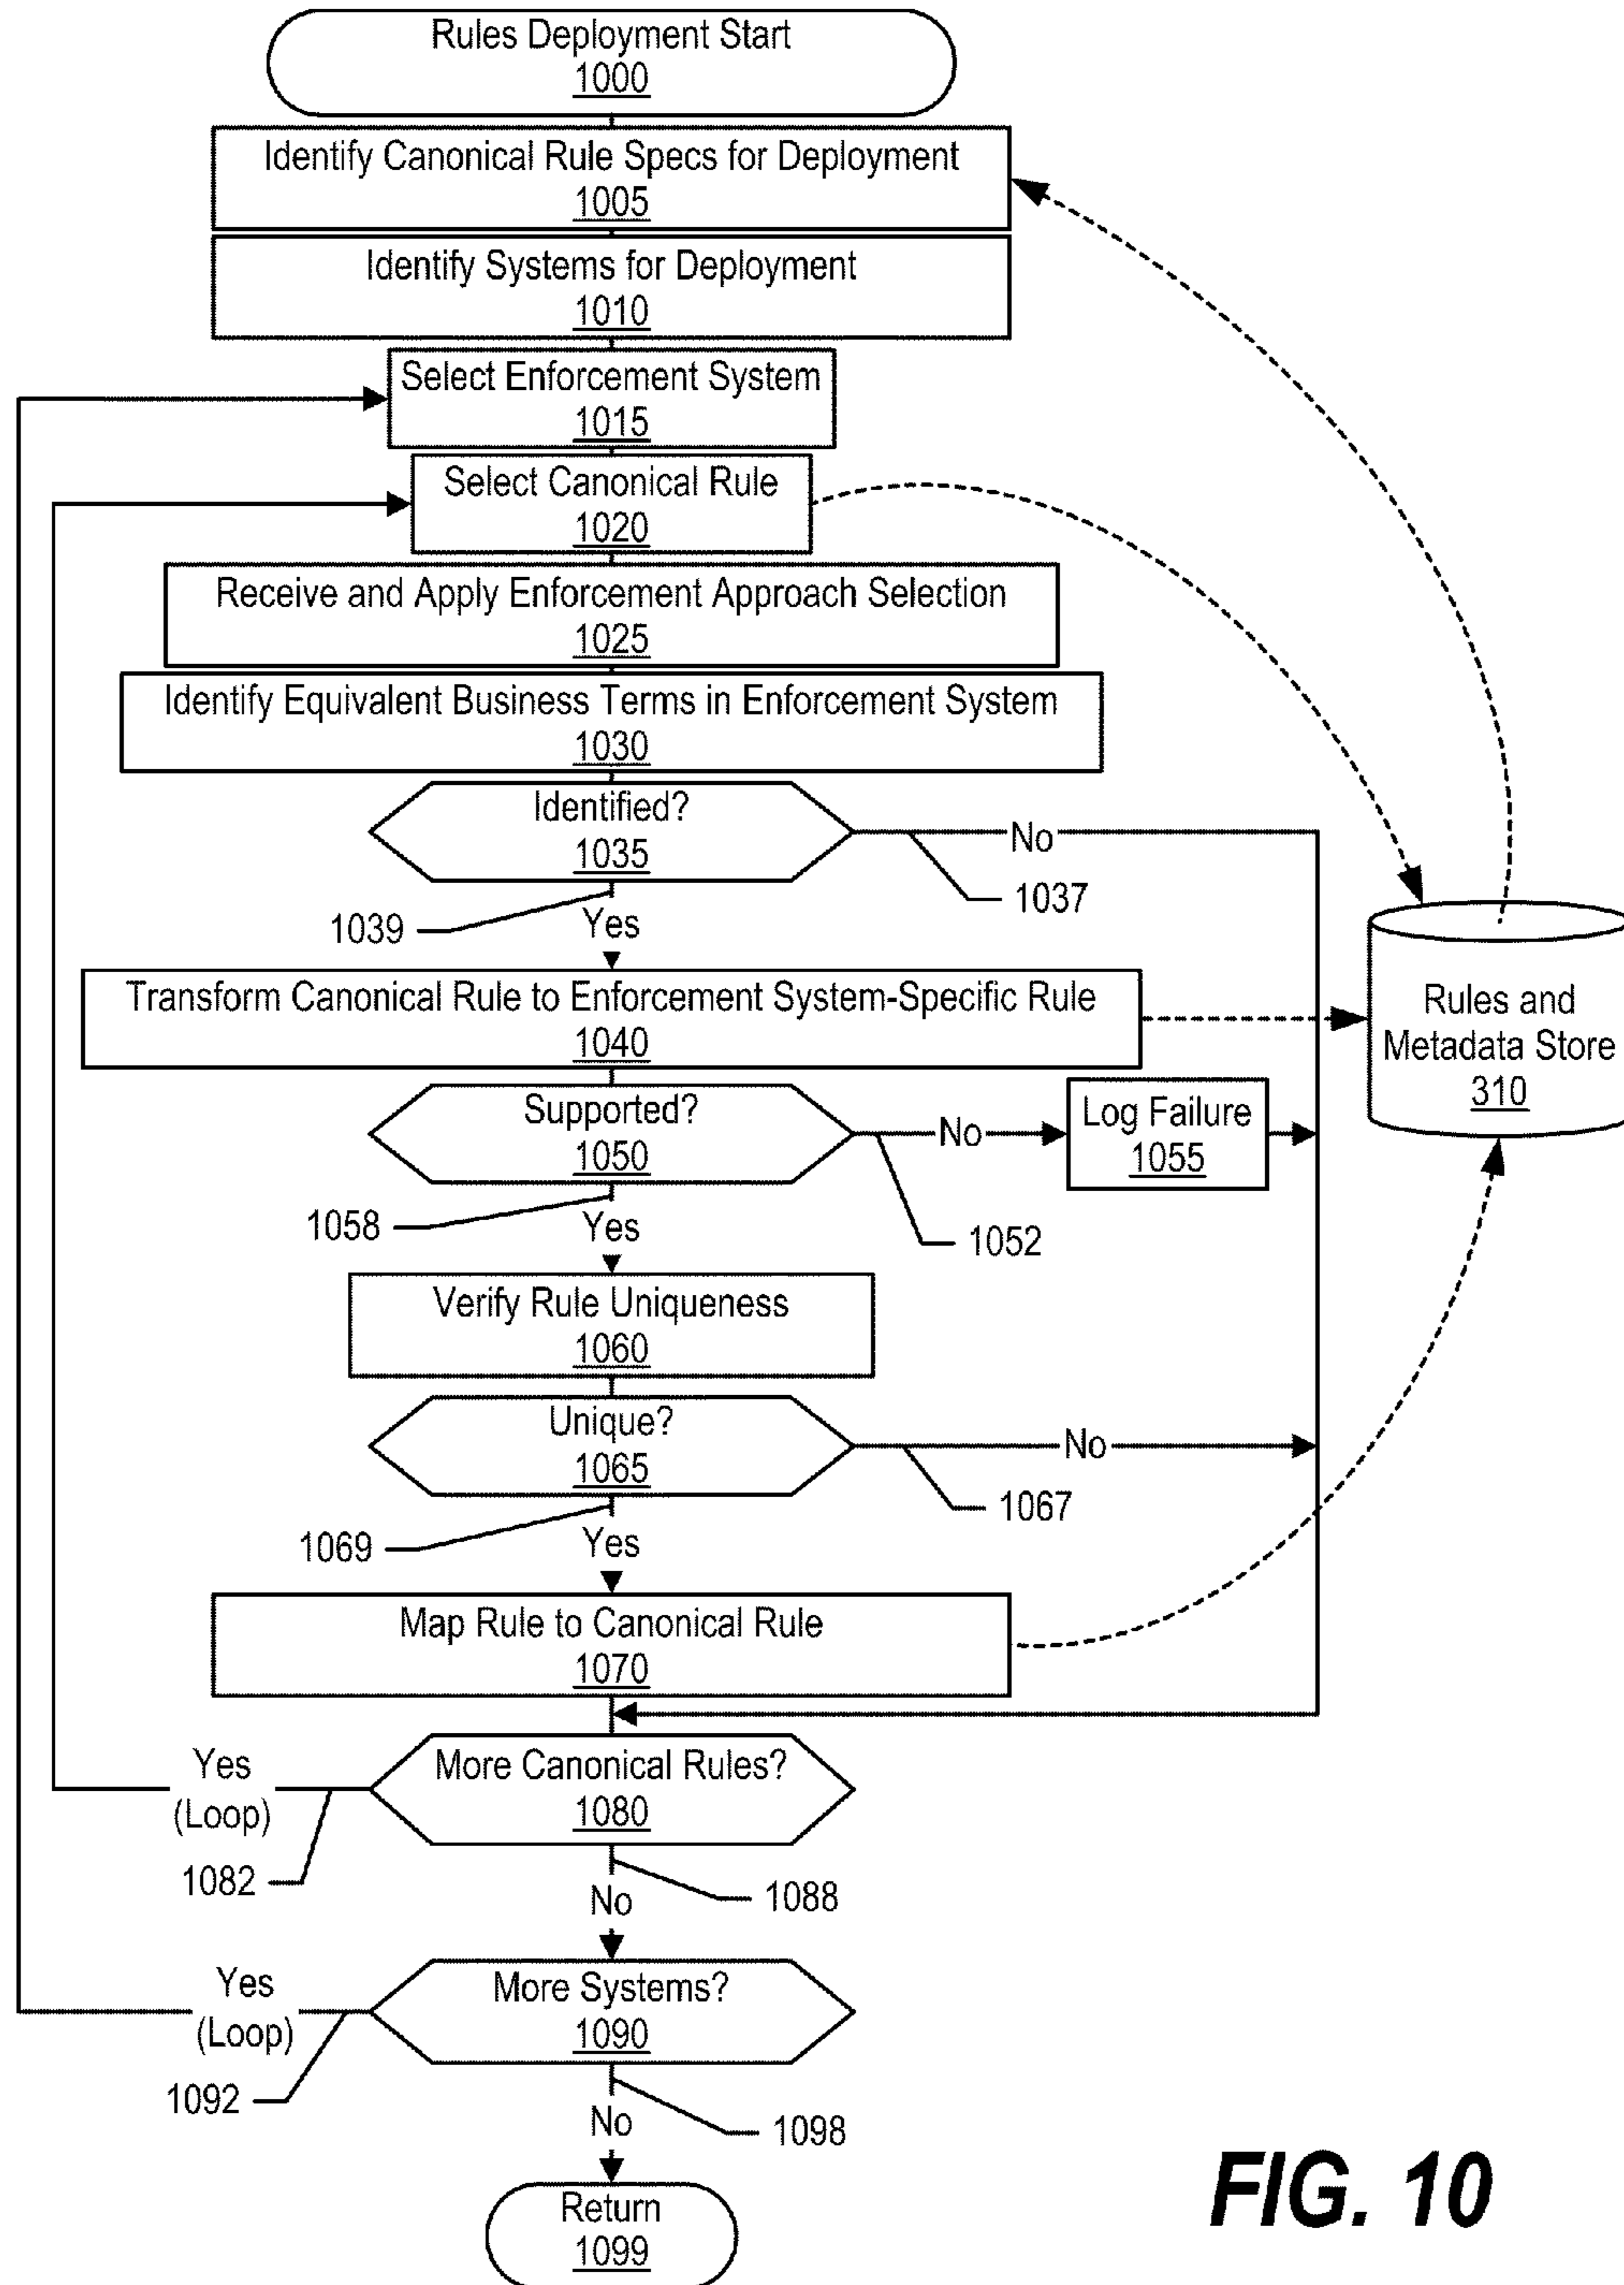 Rules Deployment Start
1000
Identify Canonical Rule Specs for Deployment
1005
Identify Systems for Deployment
1010
Select Enforcement System
1015
Select Canonical Rule
1020
Receive and Apply Enforcement Approach Selection
1025
Identify Equivalent Business Terms in Enforcement System
1030
Identified?
1035
No
1037
1039
Yes
Transform Canonical Rule to Enforcement System-Specific Rule
1040
Rules and
Metadata Store
310
Supported?
1050
No
Log Failure
1055
1058
Yes
1052
Verify Rule Uniqueness
1060
Unique?
1065
No
1067
1069
Yes
Map Rule to Canonical Rule
1070
More Canonical Rules?
1080
Yes
(Loop)
1082
1088
No
More Systems?
1090
Yes
(Loop)
1092
1098
No
Return
1099
FIG. 10